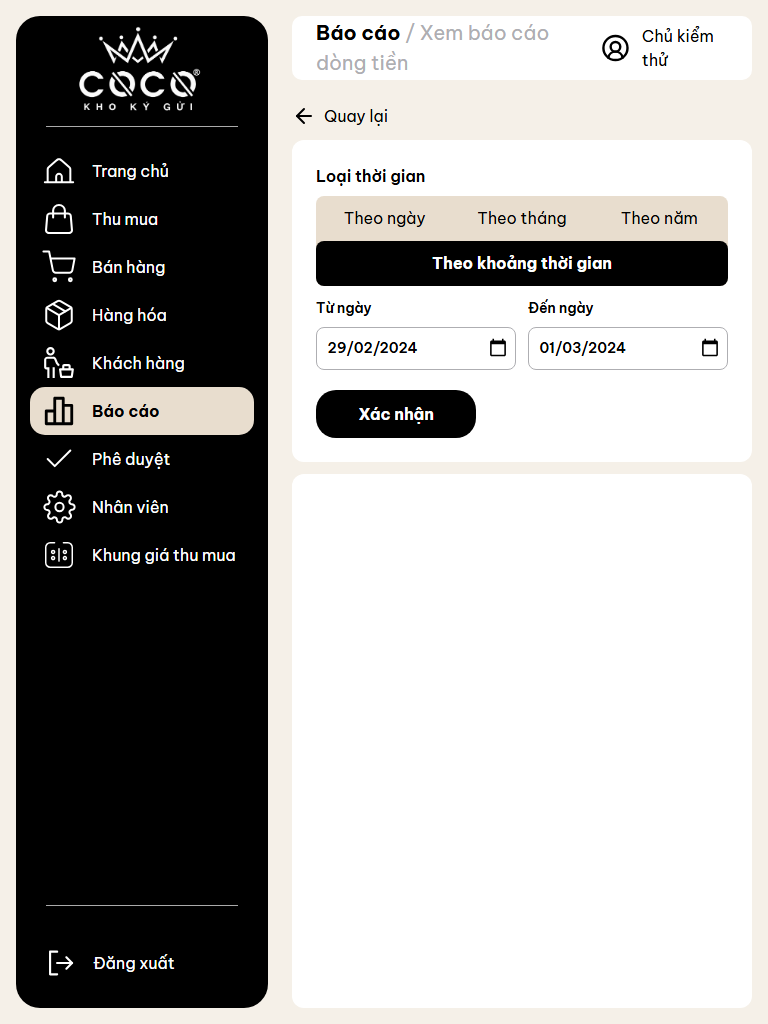 COCO®
KHO KÝ GỬI
Trang chủ
Thu mua
Bán hàng
Hàng hóa
Khách hàng
Báo cáo
Phê duyệt
Nhân viên
Khung giá thu mua
Đăng xuất
Báo cáo / Xem báo cáo
dòng tiền
Chủ kiểm
thử
Quay lại
Loại thời gian
Theo ngày Theo tháng Theo năm
Theo khoảng thời gian
Từ ngày Đến ngày
29/02/2024 01/03/2024
Xác nhận